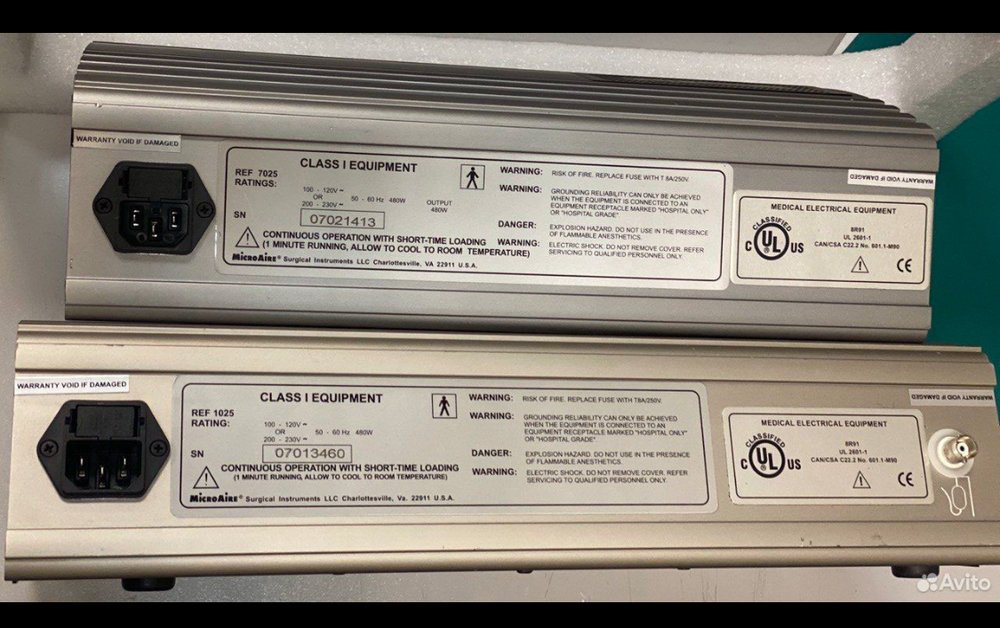 WARRANTY VOID IF DAMAGED
CLASS I EQUIPMENT
REF 7025
RATINGS:
100 - 120V ~
OR
200 - 230V ~
50 - 60 Hz 480W
OUTPUT
480W
SN
07021413
CONTINUOUS OPERATION WITH SHORT-TIME LOADING
(1 MINUTE RUNNING, ALLOW TO COOL TO ROOM TEMPERATURE)
MICROAIRE® Surgical Instruments LLC Charlottesville, VA 22911 U.S.A.
WARNING: RISK OF FIRE. REPLACE FUSE WITH T 8A/250V.
WARNING: GROUNDING RELIABILITY CAN ONLY BE ACHIEVED
WHEN THE EQUIPMENT IS CONNECTED TO AN
EQUIPMENT RECEPTACLE MARKED "HOSPITAL ONLY"
OR "HOSPITAL GRADE"
DANGER: EXPLOSION HAZARD. DO NOT USE IN THE PRESENCE
OF FLAMMABLE ANESTHETICS.
WARNING: ELECTRIC SHOCK. DO NOT REMOVE COVER. REFER
SERVICING TO QUALIFIED PERSONNEL ONLY.
WARRANTY VOID IF DAMAGED
MEDICAL ELECTRICAL EQUIPMENT
CLASSIFIED
C UL US
8R91
UL 2601-1
CAN/CSA C22.2 No. 601.1-M90
CE
WARRANTY VOID IF DAMAGED
CLASS I EQUIPMENT
REF 1025
RATING:
100 - 120V ~
OR
200 - 230V ~
50 - 60 Hz 480W
SN
07013460
CONTINUOUS OPERATION WITH SHORT-TIME LOADING
(1 MINUTE RUNNING, ALLOW TO COOL TO ROOM TEMPERATURE)
MICROAIRE® Surgical Instruments LLC Charlottesville, Va. 22911 U.S.A.
WARNING: RISK OF FIRE. REPLACE FUSE WITH T8A/250V.
WARNING: GROUNDING RELIABILITY CAN ONLY BE ACHIEVED
WHEN THE EQUIPMENT IS CONNECTED TO AN
EQUIPMENT RECEPTACLE MARKED "HOSPITAL ONLY"
OR "HOSPITAL GRADE"
DANGER: EXPLOSION HAZARD. DO NOT USE IN THE PRESENCE
OF FLAMMABLE ANESTHETICS.
WARNING: ELECTRIC SHOCK. DO NOT REMOVE COVER. REFER
SERVICING TO QUALIFIED PERSONNEL ONLY.
MEDICAL ELECTRICAL EQUIPMENT
CLASSIFIED
C UL US
8R91
UL 2601-1
CAN/CSA C22.2 No. 601.1-M90
CE
WARRANTY VOID IF DAMAGED
Avito